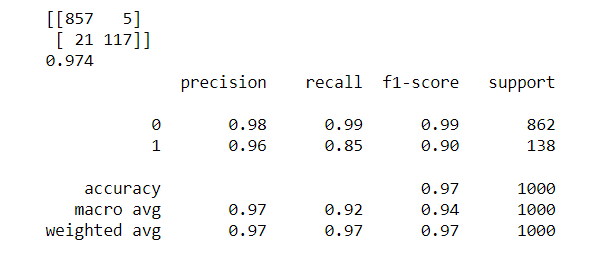 [[857   5]
 [ 21 117]]
0.974
              precision    recall  f1-score   support

           0       0.98      0.99      0.99       862
           1       0.96      0.85      0.90       138

    accuracy                           0.97      1000
   macro avg       0.97      0.92      0.94      1000
weighted avg       0.97      0.97      0.97      1000